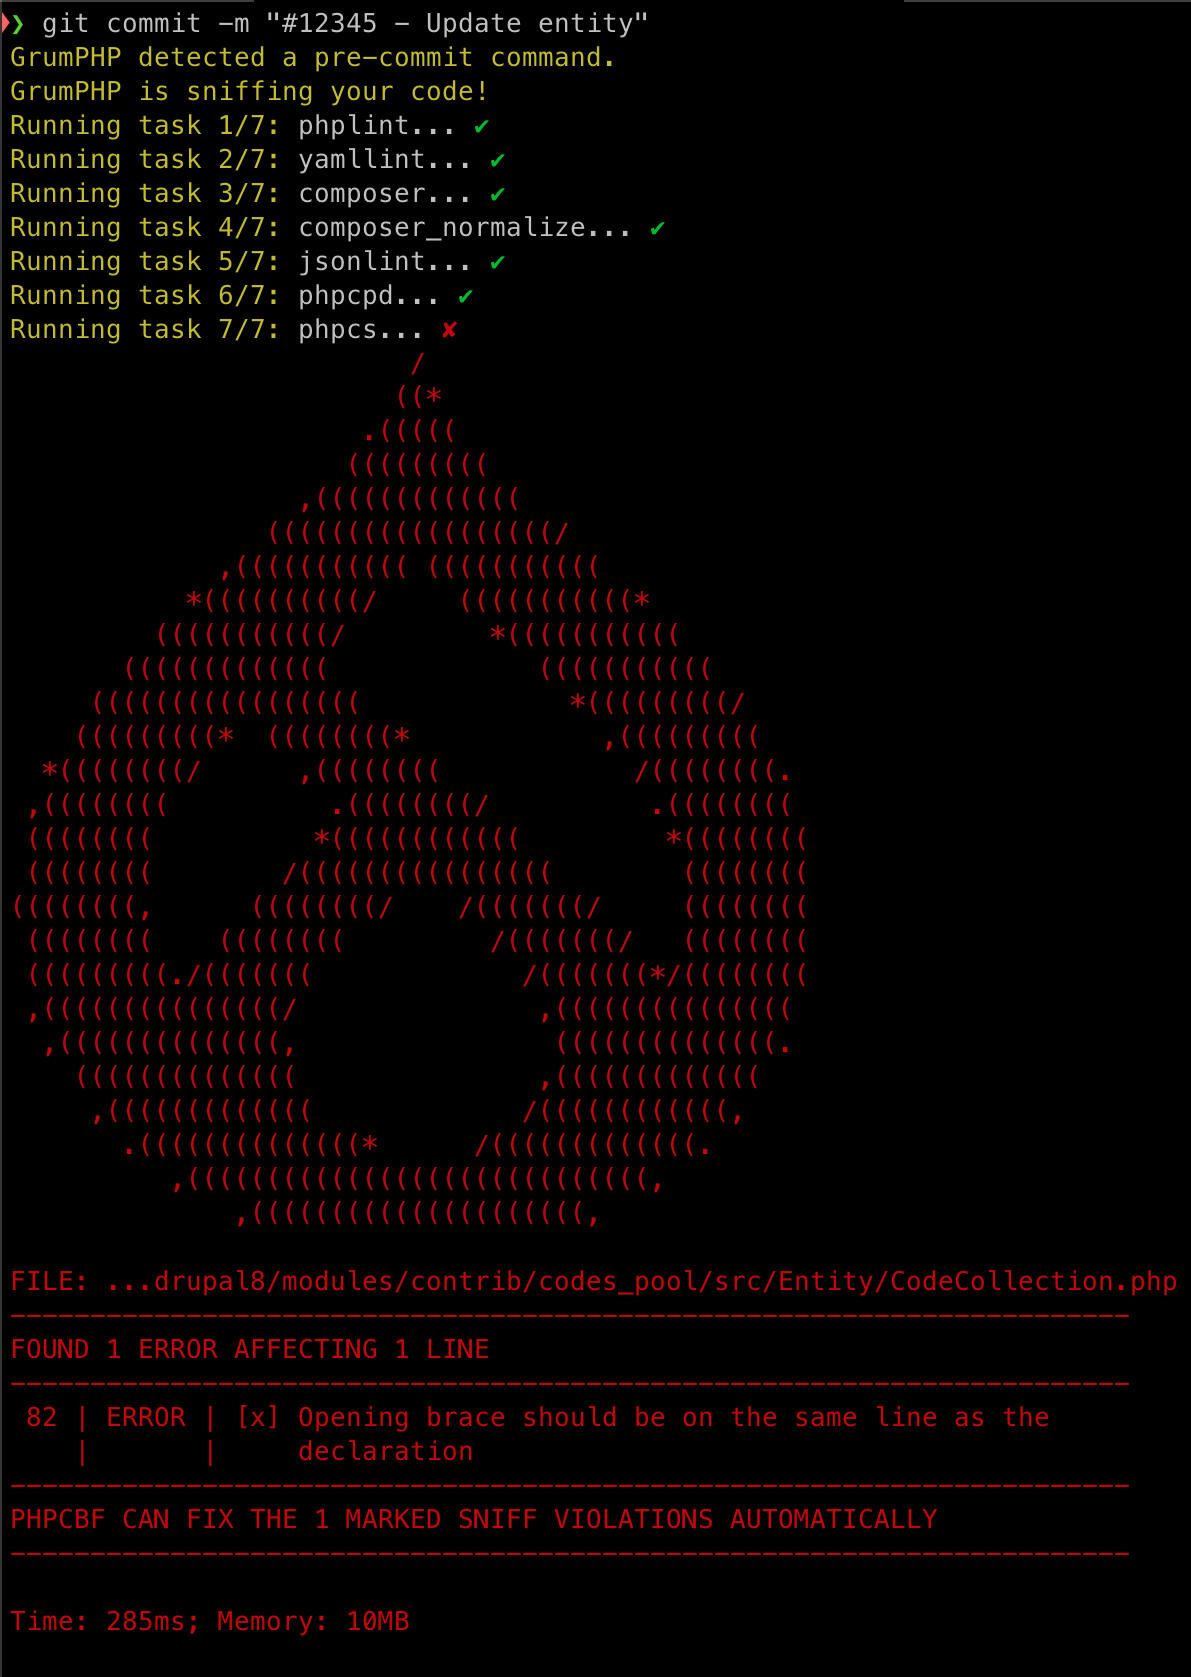 ❯ git commit -m "#12345 - Update entity"
GrumPHP detected a pre-commit command.
GrumPHP is sniffing your code!
Running task 1/7: phplint... ✔
Running task 2/7: yamllint... ✔
Running task 3/7: composer... ✔
Running task 4/7: composer_normalize... ✔
Running task 5/7: jsonlint... ✔
Running task 6/7: phpcpd... ✔
Running task 7/7: phpcs... ✘
FILE: ...drupal8/modules/contrib/codes_pool/src/Entity/CodeCollection.php
----------------------------------------------------------------------
FOUND 1 ERROR AFFECTING 1 LINE
----------------------------------------------------------------------
 82 | ERROR | [x] Opening brace should be on the same line as the
    |       |     declaration
----------------------------------------------------------------------
PHPCBF CAN FIX THE 1 MARKED SNIFF VIOLATIONS AUTOMATICALLY
----------------------------------------------------------------------
Time: 285ms; Memory: 10MB